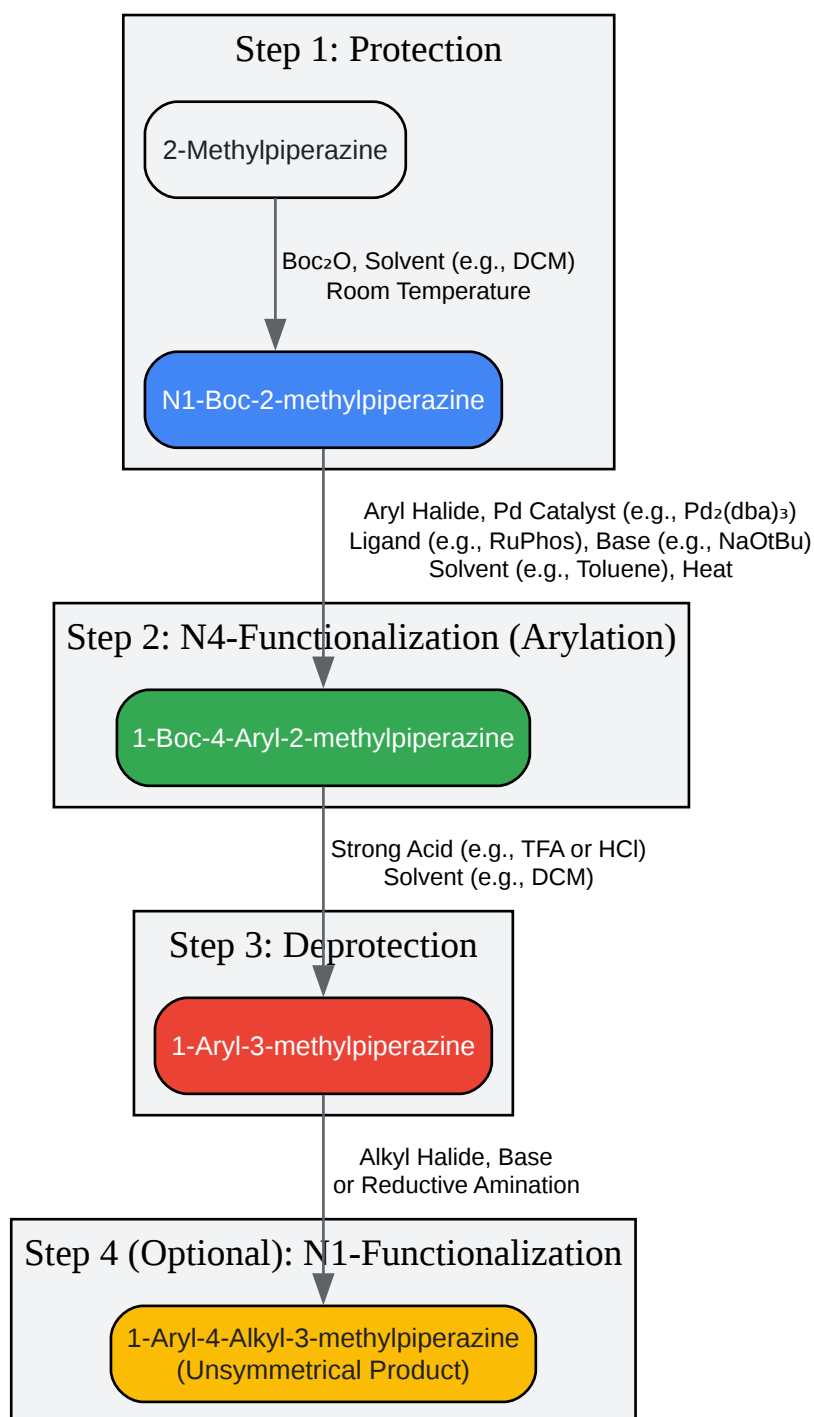 Step 1: Protection
2-Methylpiperazine
Boc₂O, Solvent (e.g., DCM)
Room Temperature
N1-Boc-2-methylpiperazine
Aryl Halide, Pd Catalyst (e.g., Pd₂(dba)₃)
Ligand (e.g., RuPhos), Base (e.g., NaOtBu)
Solvent (e.g., Toluene), Heat
Step 2: N4-Functionalization (Arylation)
1-Boc-4-Aryl-2-methylpiperazine
Strong Acid (e.g., TFA or HCl)
Solvent (e.g., DCM)
Step 3: Deprotection
1-Aryl-3-methylpiperazine
Alkyl Halide, Base
or Reductive Amination
Step 4 (Optional): N1-Functionalization
1-Aryl-4-Alkyl-3-methylpiperazine
(Unsymmetrical Product)